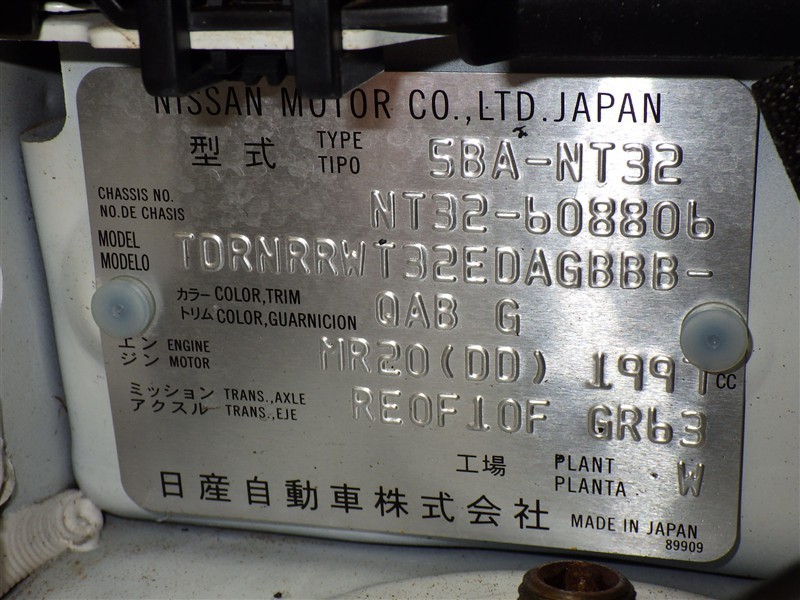 NISSAN MOTOR CO.,LTD.JAPAN
型式 TYPE TIPO 5BA-NT32
CHASSIS NO. NO.DE CHASIS NT32-608806
MODEL MODELO TDRNRRWT32EDAGBBB-
カラー COLOR,TRIM トリム COLOR,GUARNICION QAB G
エンジン ENGINE MOTOR MR20(DD) 1997cc
ミッション TRANS.,AXLE アクスル TRANS.,EJE RE0F10F GR63
工場 PLANT PLANTA W
日産自動車株式会社 MADE IN JAPAN
89909